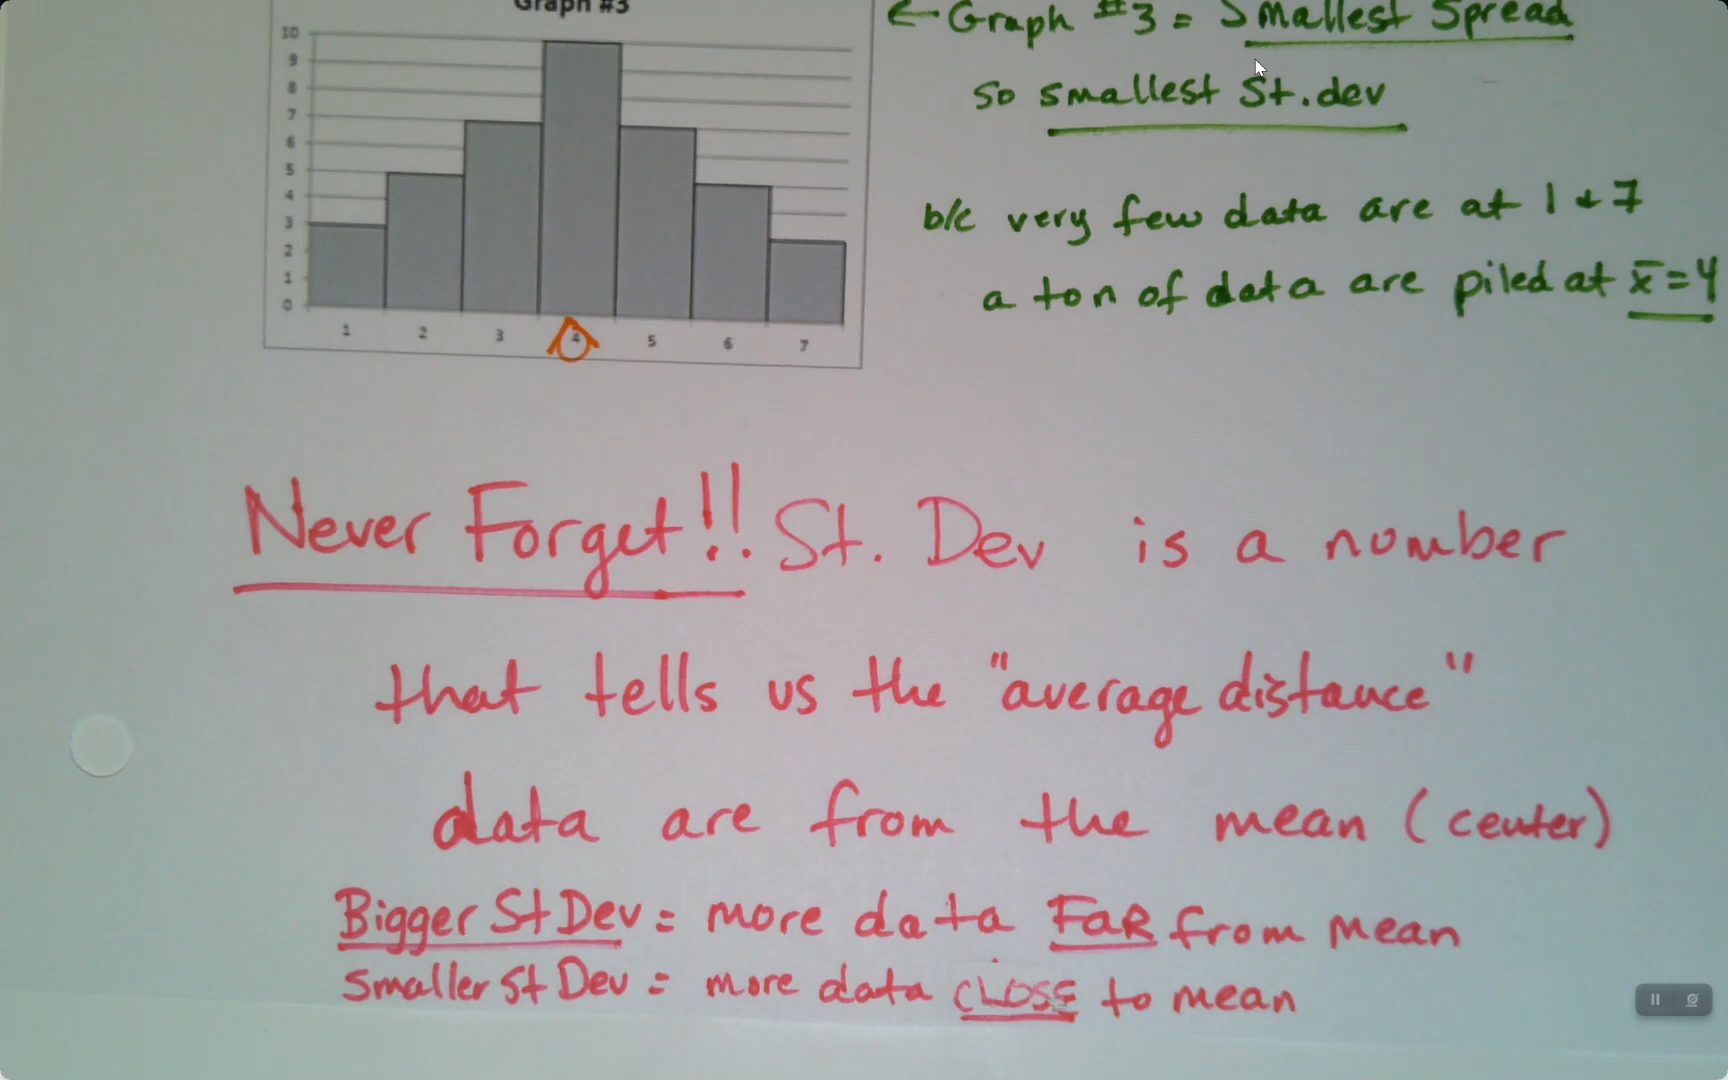 Graph #3
10
9
8
7
6
5
4
3
2
1
0
1 2 3 4 5 6 7
← Graph #3 = Smallest Spread
so smallest St.dev
b/c very few data are at 1 & 7
a ton of data are piled at x̄=4
Never Forget!! St. Dev is a number
that tells us the "average distance"
data are from the mean (center)
Bigger St Dev = more data FaR from mean
smaller St Dev = more data CLOSE to mean